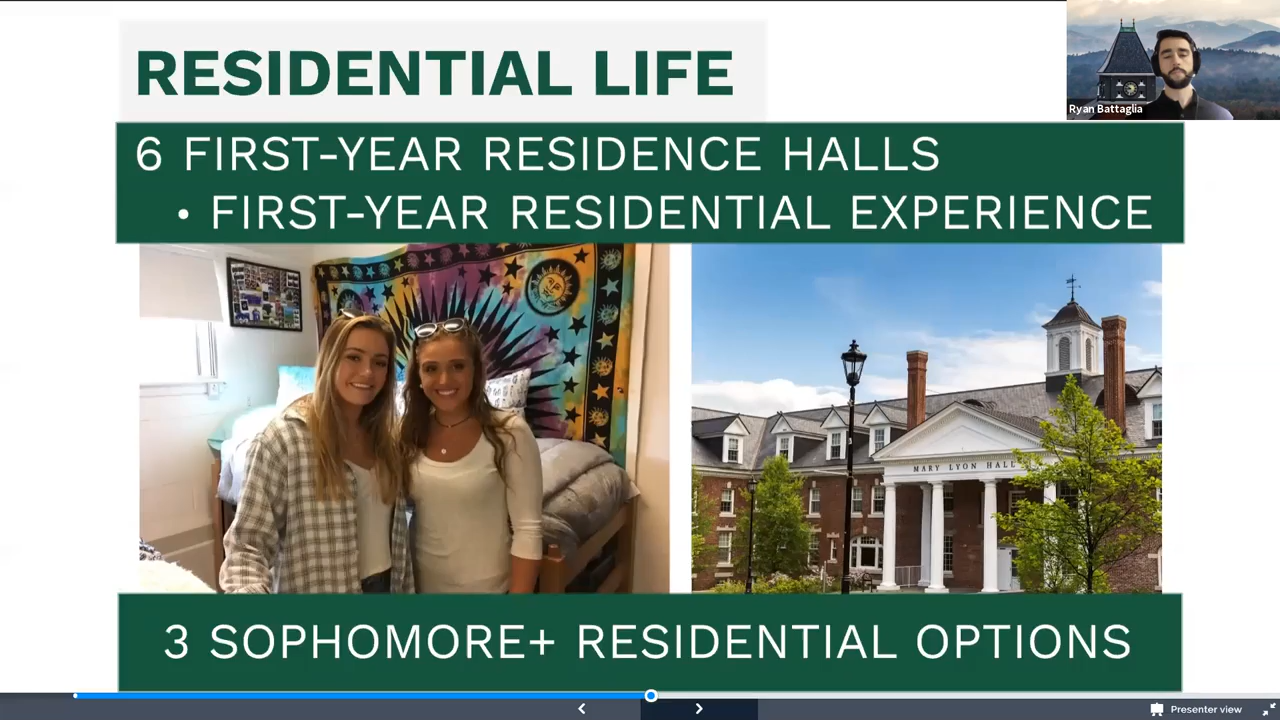 RESIDENTIAL LIFE
Ryan Battaglia
6 FIRST-YEAR RESIDENCE HALLS
• FIRST-YEAR RESIDENTIAL EXPERIENCE
MARY LYON HALL
3 SOPHOMORE+ RESIDENTIAL OPTIONS
Presenter view